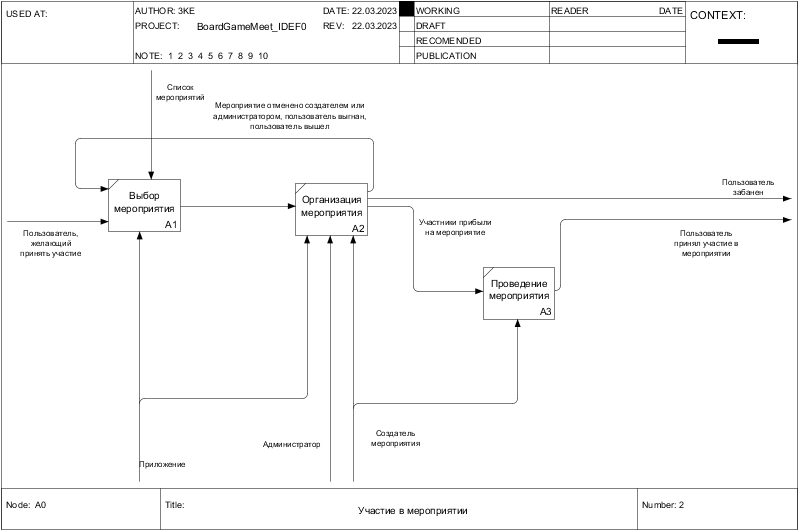 USED AT:
AUTHOR: ЗКЕ
DATE: 22.03.2023
PROJECT: BoardGameMeet_IDEF0
REV: 22.03.2023
NOTE: 1 2 3 4 5 6 7 8 9 10
WORKING
DRAFT
RECOMENDED
PUBLICATION
READER DATE
CONTEXT:
Список
мероприятий
Мероприятие отменено создателем или
администратором, пользователь выгнан,
пользователь вышел
Выбор
мероприятия
A1
Организация
мероприятия
A2
Пользователь
забанен
Пользователь,
желающий
принять участие
Участники прибыли
на мероприятие
Пользователь
принял участие в
мероприятии
Проведение
мероприятия
A3
Создатель
мероприятия
Администратор
Приложение
Node: A0
Title:
Участие в мероприятии
Number: 2